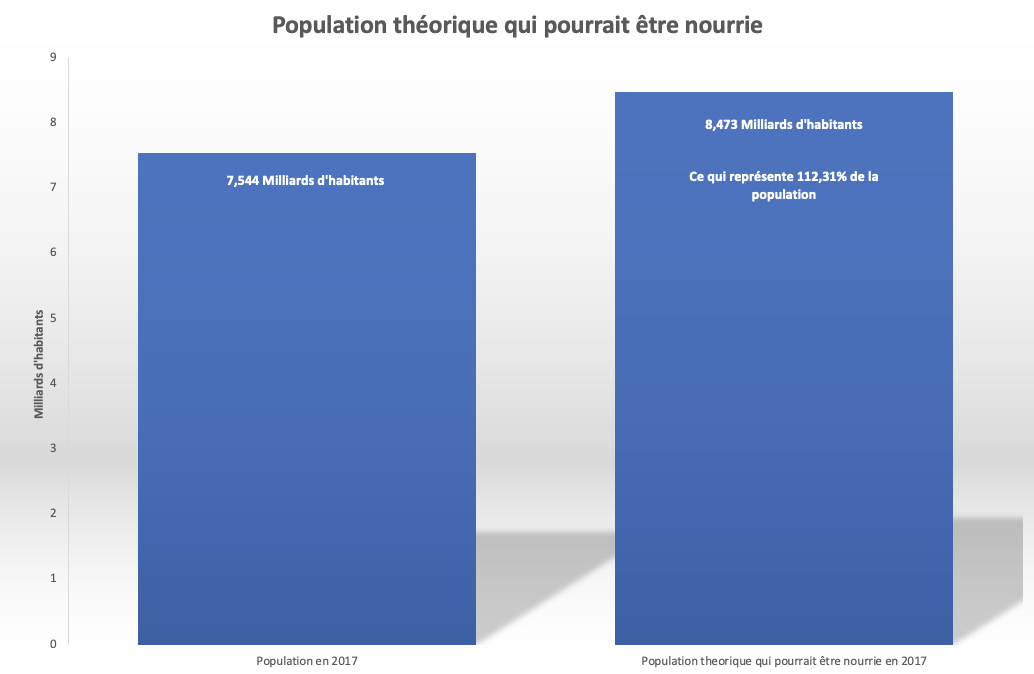 Population théorique qui pourrait être nourrie
Milliards d'habitants
9
8
7
6
5
4
3
2
1
0
7,544 Milliards d'habitants
8,473 Milliards d'habitants
Ce qui représente 112,31% de la
population
Population en 2017
Population theorique qui pourrait être nourrie en 2017